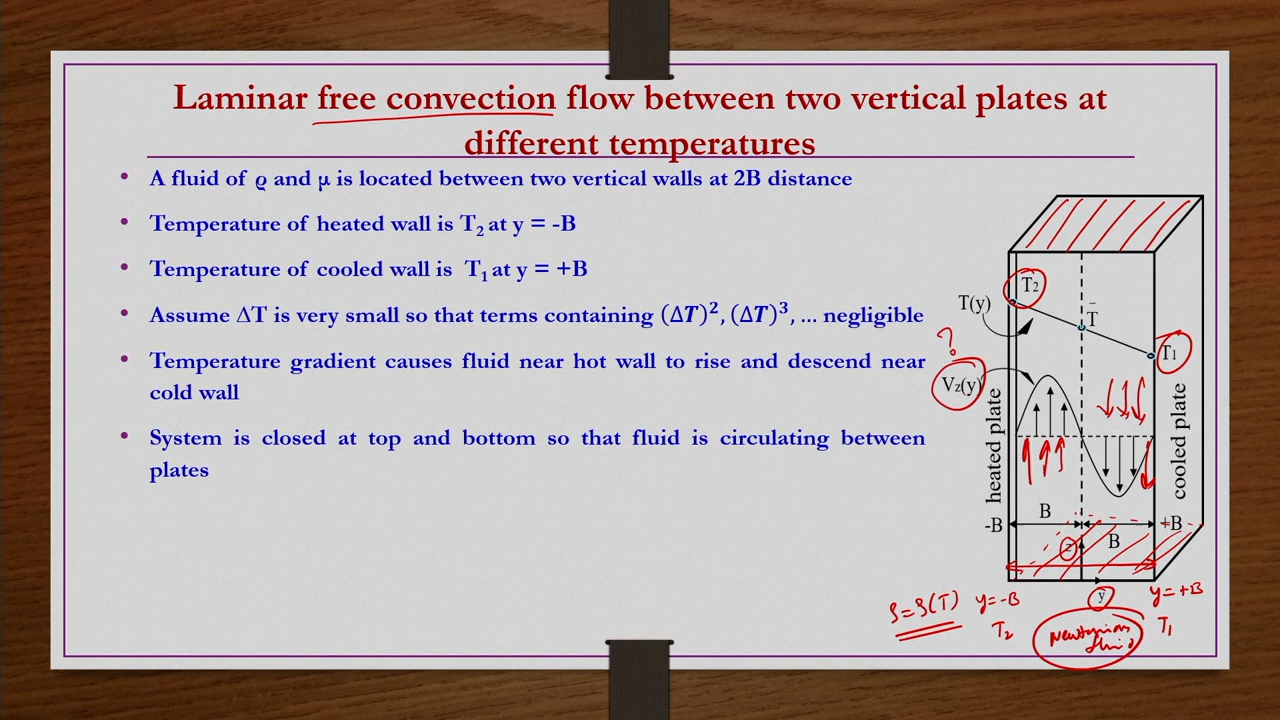 Laminar free convection flow between two vertical plates at
different temperatures
• A fluid of ϱ and μ is located between two vertical walls at 2B distance
• Temperature of heated wall is T₂ at y = -B
• Temperature of cooled wall is T₁ at y = +B
• Assume ΔT is very small so that terms containing (ΔT)², (ΔT)³, … negligible
• Temperature gradient causes fluid near hot wall to rise and descend near
cold wall
• System is closed at top and bottom so that fluid is circulating between
plates
T₂
T(y)
T̄
T₁
?
Vz(y)
heated plate
cooled plate
B
-B
+B
B
z
y
ρ=ρ(T)
y=-B
y=+B
T₂
Newtonian
fluid
T₁